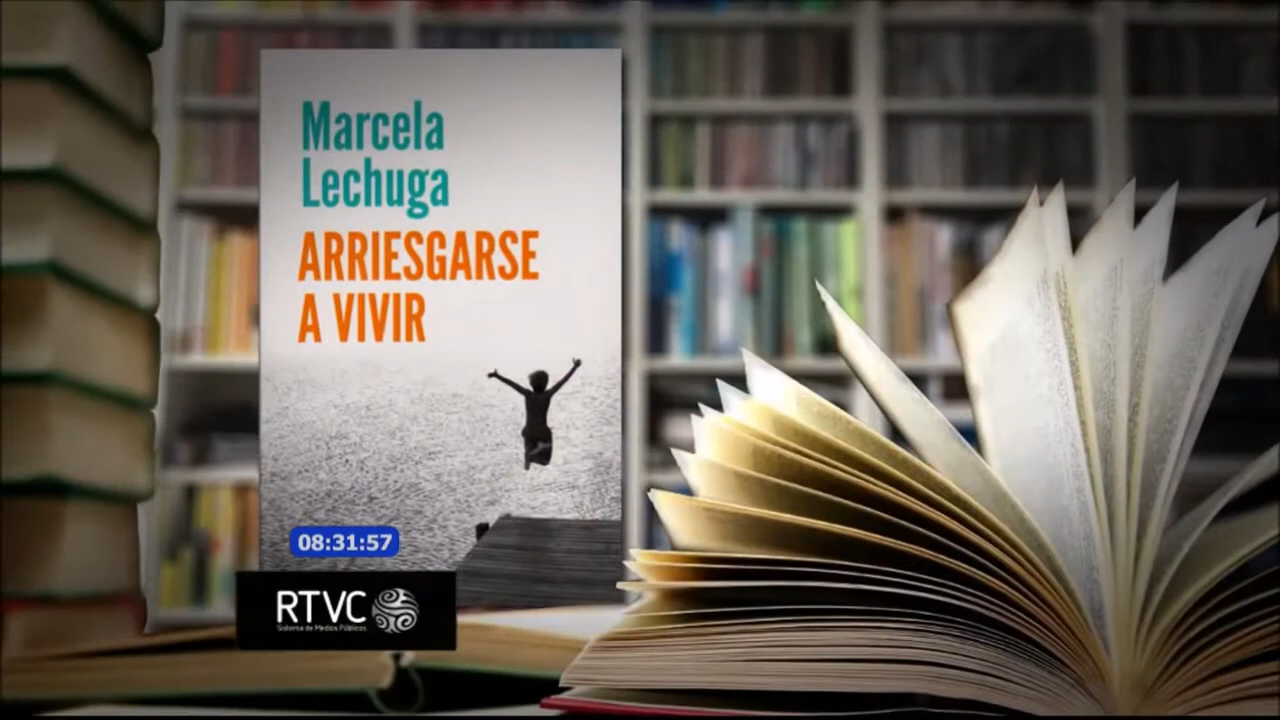 Marcela
Lechuga
ARRIESGARSE
A VIVIR
08:31:57
RTVC
Sistema de Medios Públicos